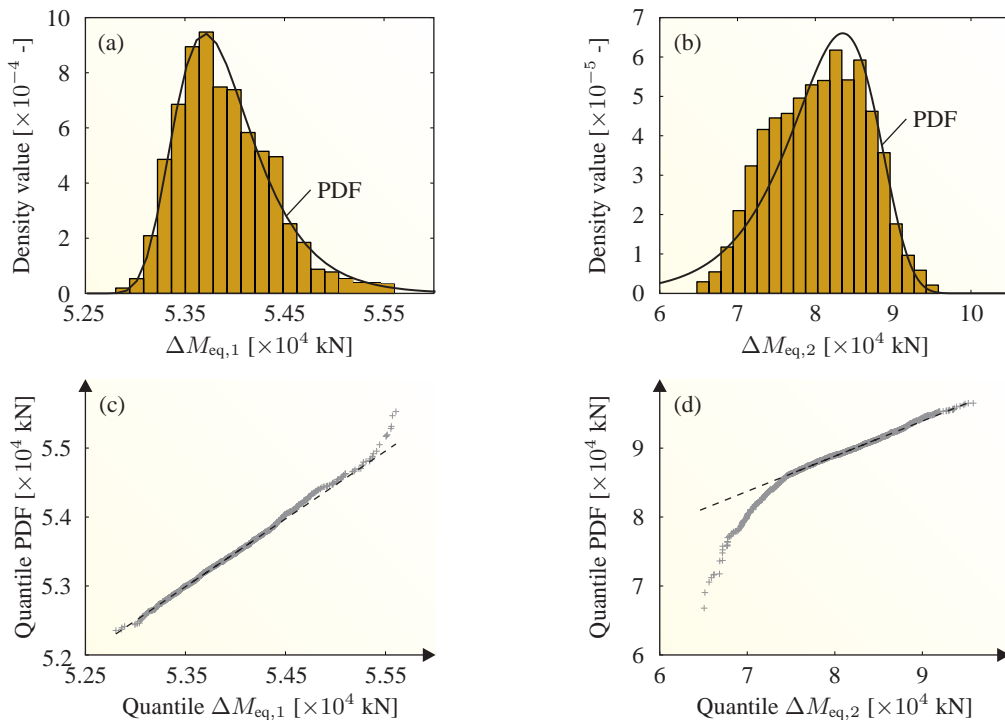 (a)
PDF
Density value [×10⁻⁴ -]
10
8
6
4
2
0
5.25
5.35
5.45
5.55
ΔM_eq,1 [×10⁴ kN]
(b)
PDF
Density value [×10⁻⁵ -]
7
6
5
4
3
2
1
0
6
7
8
9
10
ΔM_eq,2 [×10⁴ kN]
(c)
Quantile PDF [×10⁴ kN]
5.5
5.4
5.3
5.2
5.25
5.35
5.45
5.55
Quantile ΔM_eq,1 [×10⁴ kN]
(d)
Quantile PDF [×10⁴ kN]
9
8
7
6
6
7
8
9
Quantile ΔM_eq,2 [×10⁴ kN]